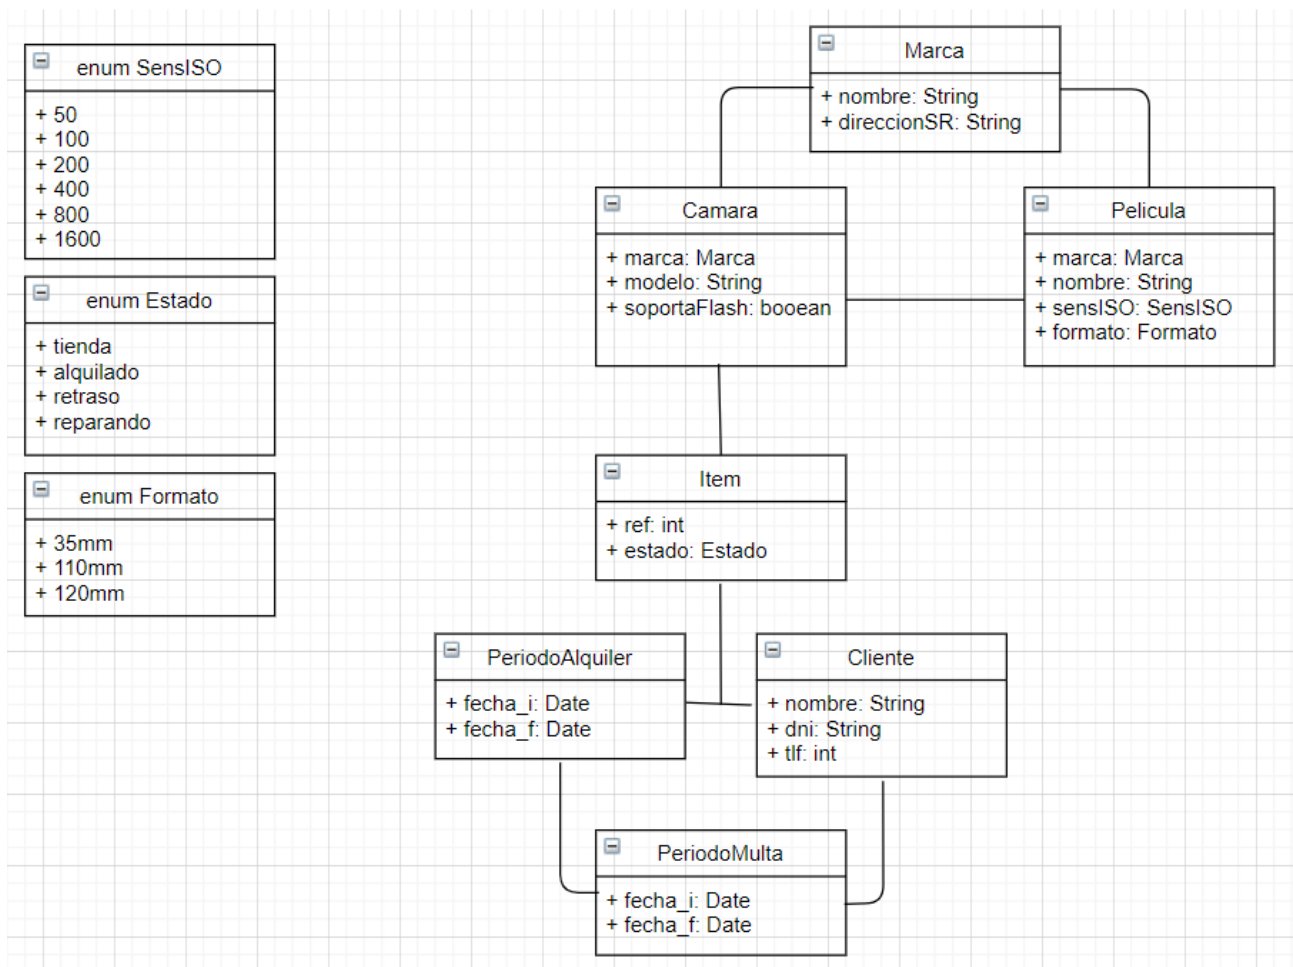 enum SensISO
+ 50
+ 100
+ 200
+ 400
+ 800
+ 1600
enum Estado
+ tienda
+ alquilado
+ retraso
+ reparando
enum Formato
+ 35mm
+ 110mm
+ 120mm
Marca
+ nombre: String
+ direccionSR: String
Camara
+ marca: Marca
+ modelo: String
+ soportaFlash: booean
Pelicula
+ marca: Marca
+ nombre: String
+ sensISO: SensISO
+ formato: Formato
Item
+ ref: int
+ estado: Estado
PeriodoAlquiler
+ fecha_i: Date
+ fecha_f: Date
Cliente
+ nombre: String
+ dni: String
+ tlf: int
PeriodoMulta
+ fecha_i: Date
+ fecha_f: Date